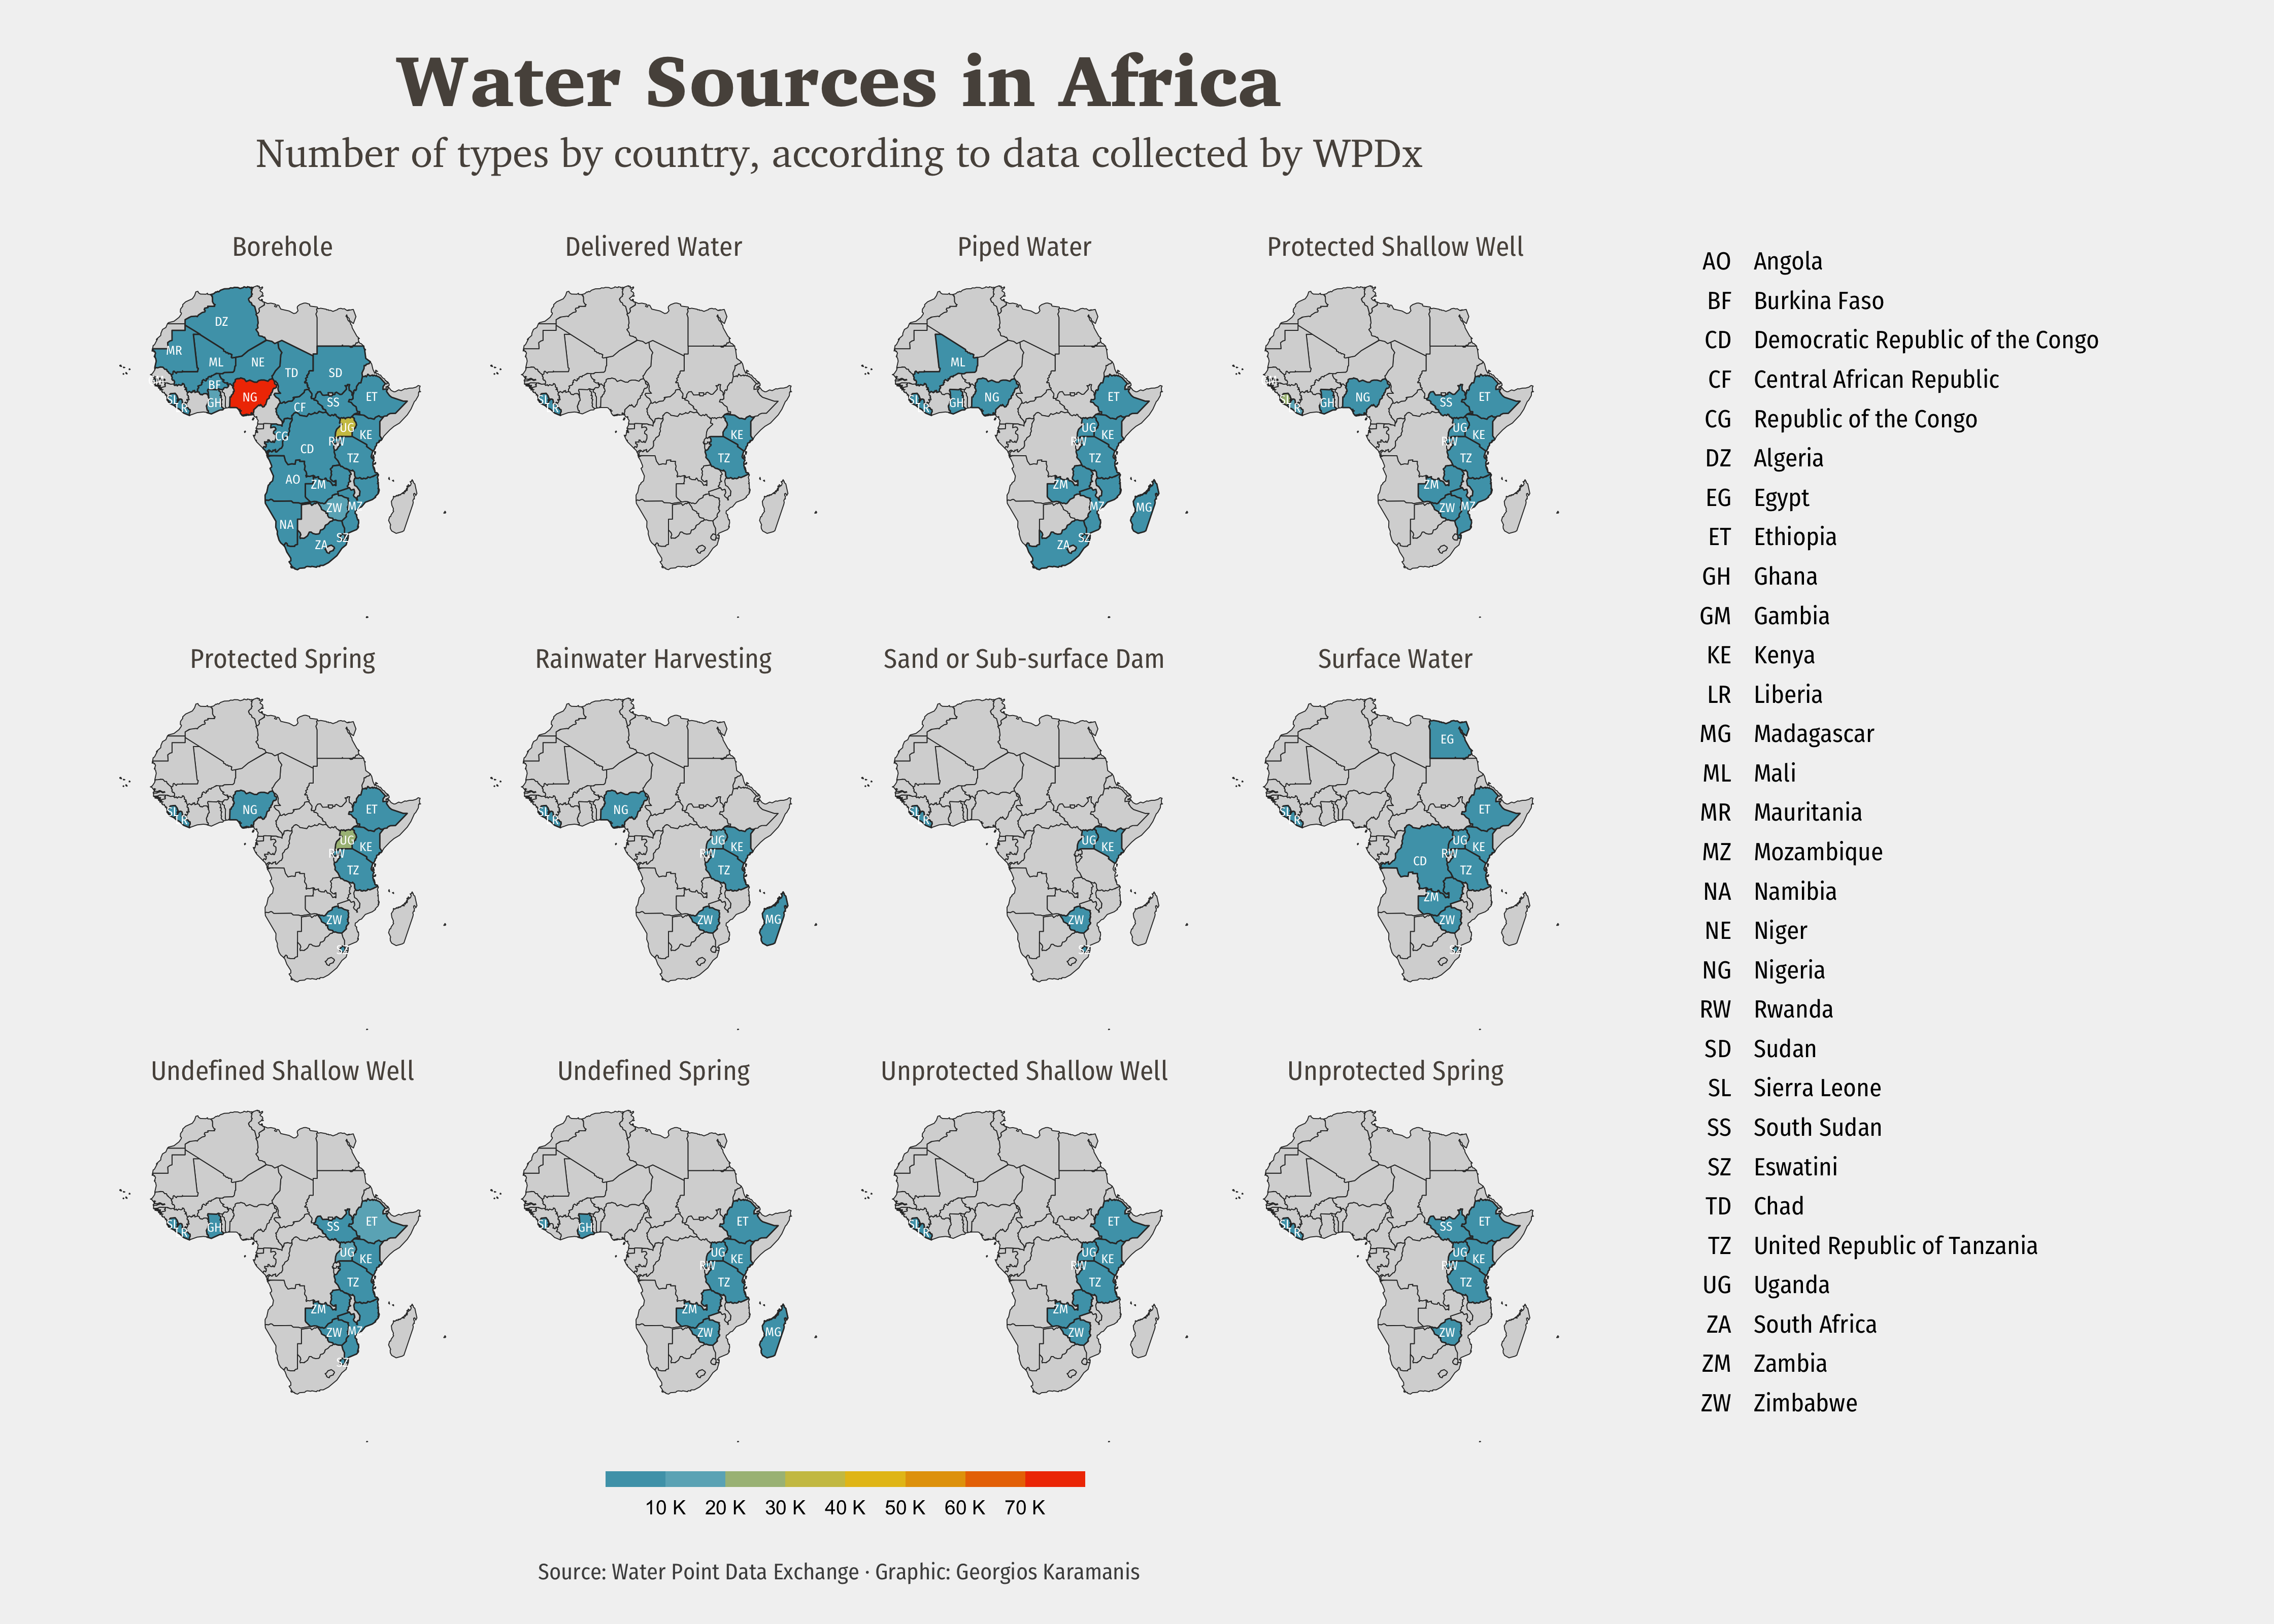 Water Sources in Africa
Number of types by country, according to data collected by WPDx
Borehole
DZ
MR
ML
NE
TD
SD
BF
NG
SS
ET
SL
LR
GH
CF
UG
CG
KE
RW
CD
TZ
AO
ZM
ZW
MZ
NA
SZ
ZA
Delivered Water
SL
LR
KE
TZ
Piped Water
ML
SL
LR
GH
NG
ET
UG
KE
RW
TZ
ZM
MZ
MG
SZ
ZA
Protected Shallow Well
SL
LR
GH
NG
SS
ET
UG
KE
RW
TZ
ZM
ZW
MZ
Protected Spring
SL
LR
NG
ET
UG
KE
RW
TZ
ZW
SZ
Rainwater Harvesting
SL
LR
NG
UG
KE
RW
TZ
ZW
MG
Sand or Sub-surface Dam
SL
LR
UG
KE
ZW
SZ
Surface Water
EG
SL
LR
ET
UG
KE
RW
CD
TZ
ZM
ZW
SZ
Undefined Shallow Well
SL
LR
GH
SS
ET
UG
KE
TZ
ZM
ZW
MZ
SZ
Undefined Spring
SL
LR
GH
ET
UG
KE
RW
TZ
ZM
ZW
MG
Unprotected Shallow Well
SL
LR
ET
UG
KE
RW
TZ
ZM
ZW
Unprotected Spring
SL
LR
SS
ET
UG
KE
RW
TZ
ZW
AO Angola
BF Burkina Faso
CD Democratic Republic of the Congo
CF Central African Republic
CG Republic of the Congo
DZ Algeria
EG Egypt
ET Ethiopia
GH Ghana
GM Gambia
KE Kenya
LR Liberia
MG Madagascar
ML Mali
MR Mauritania
MZ Mozambique
NA Namibia
NE Niger
NG Nigeria
RW Rwanda
SD Sudan
SL Sierra Leone
SS South Sudan
SZ Eswatini
TD Chad
TZ United Republic of Tanzania
UG Uganda
ZA South Africa
ZM Zambia
ZW Zimbabwe
10 K 20 K 30 K 40 K 50 K 60 K 70 K
Source: Water Point Data Exchange · Graphic: Georgios Karamanis